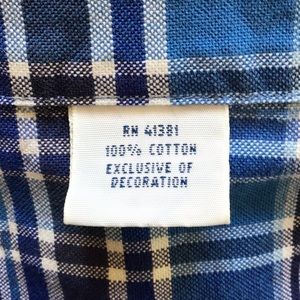 RN 41381
100% COTTON
EXCLUSIVE OF
DECORATION